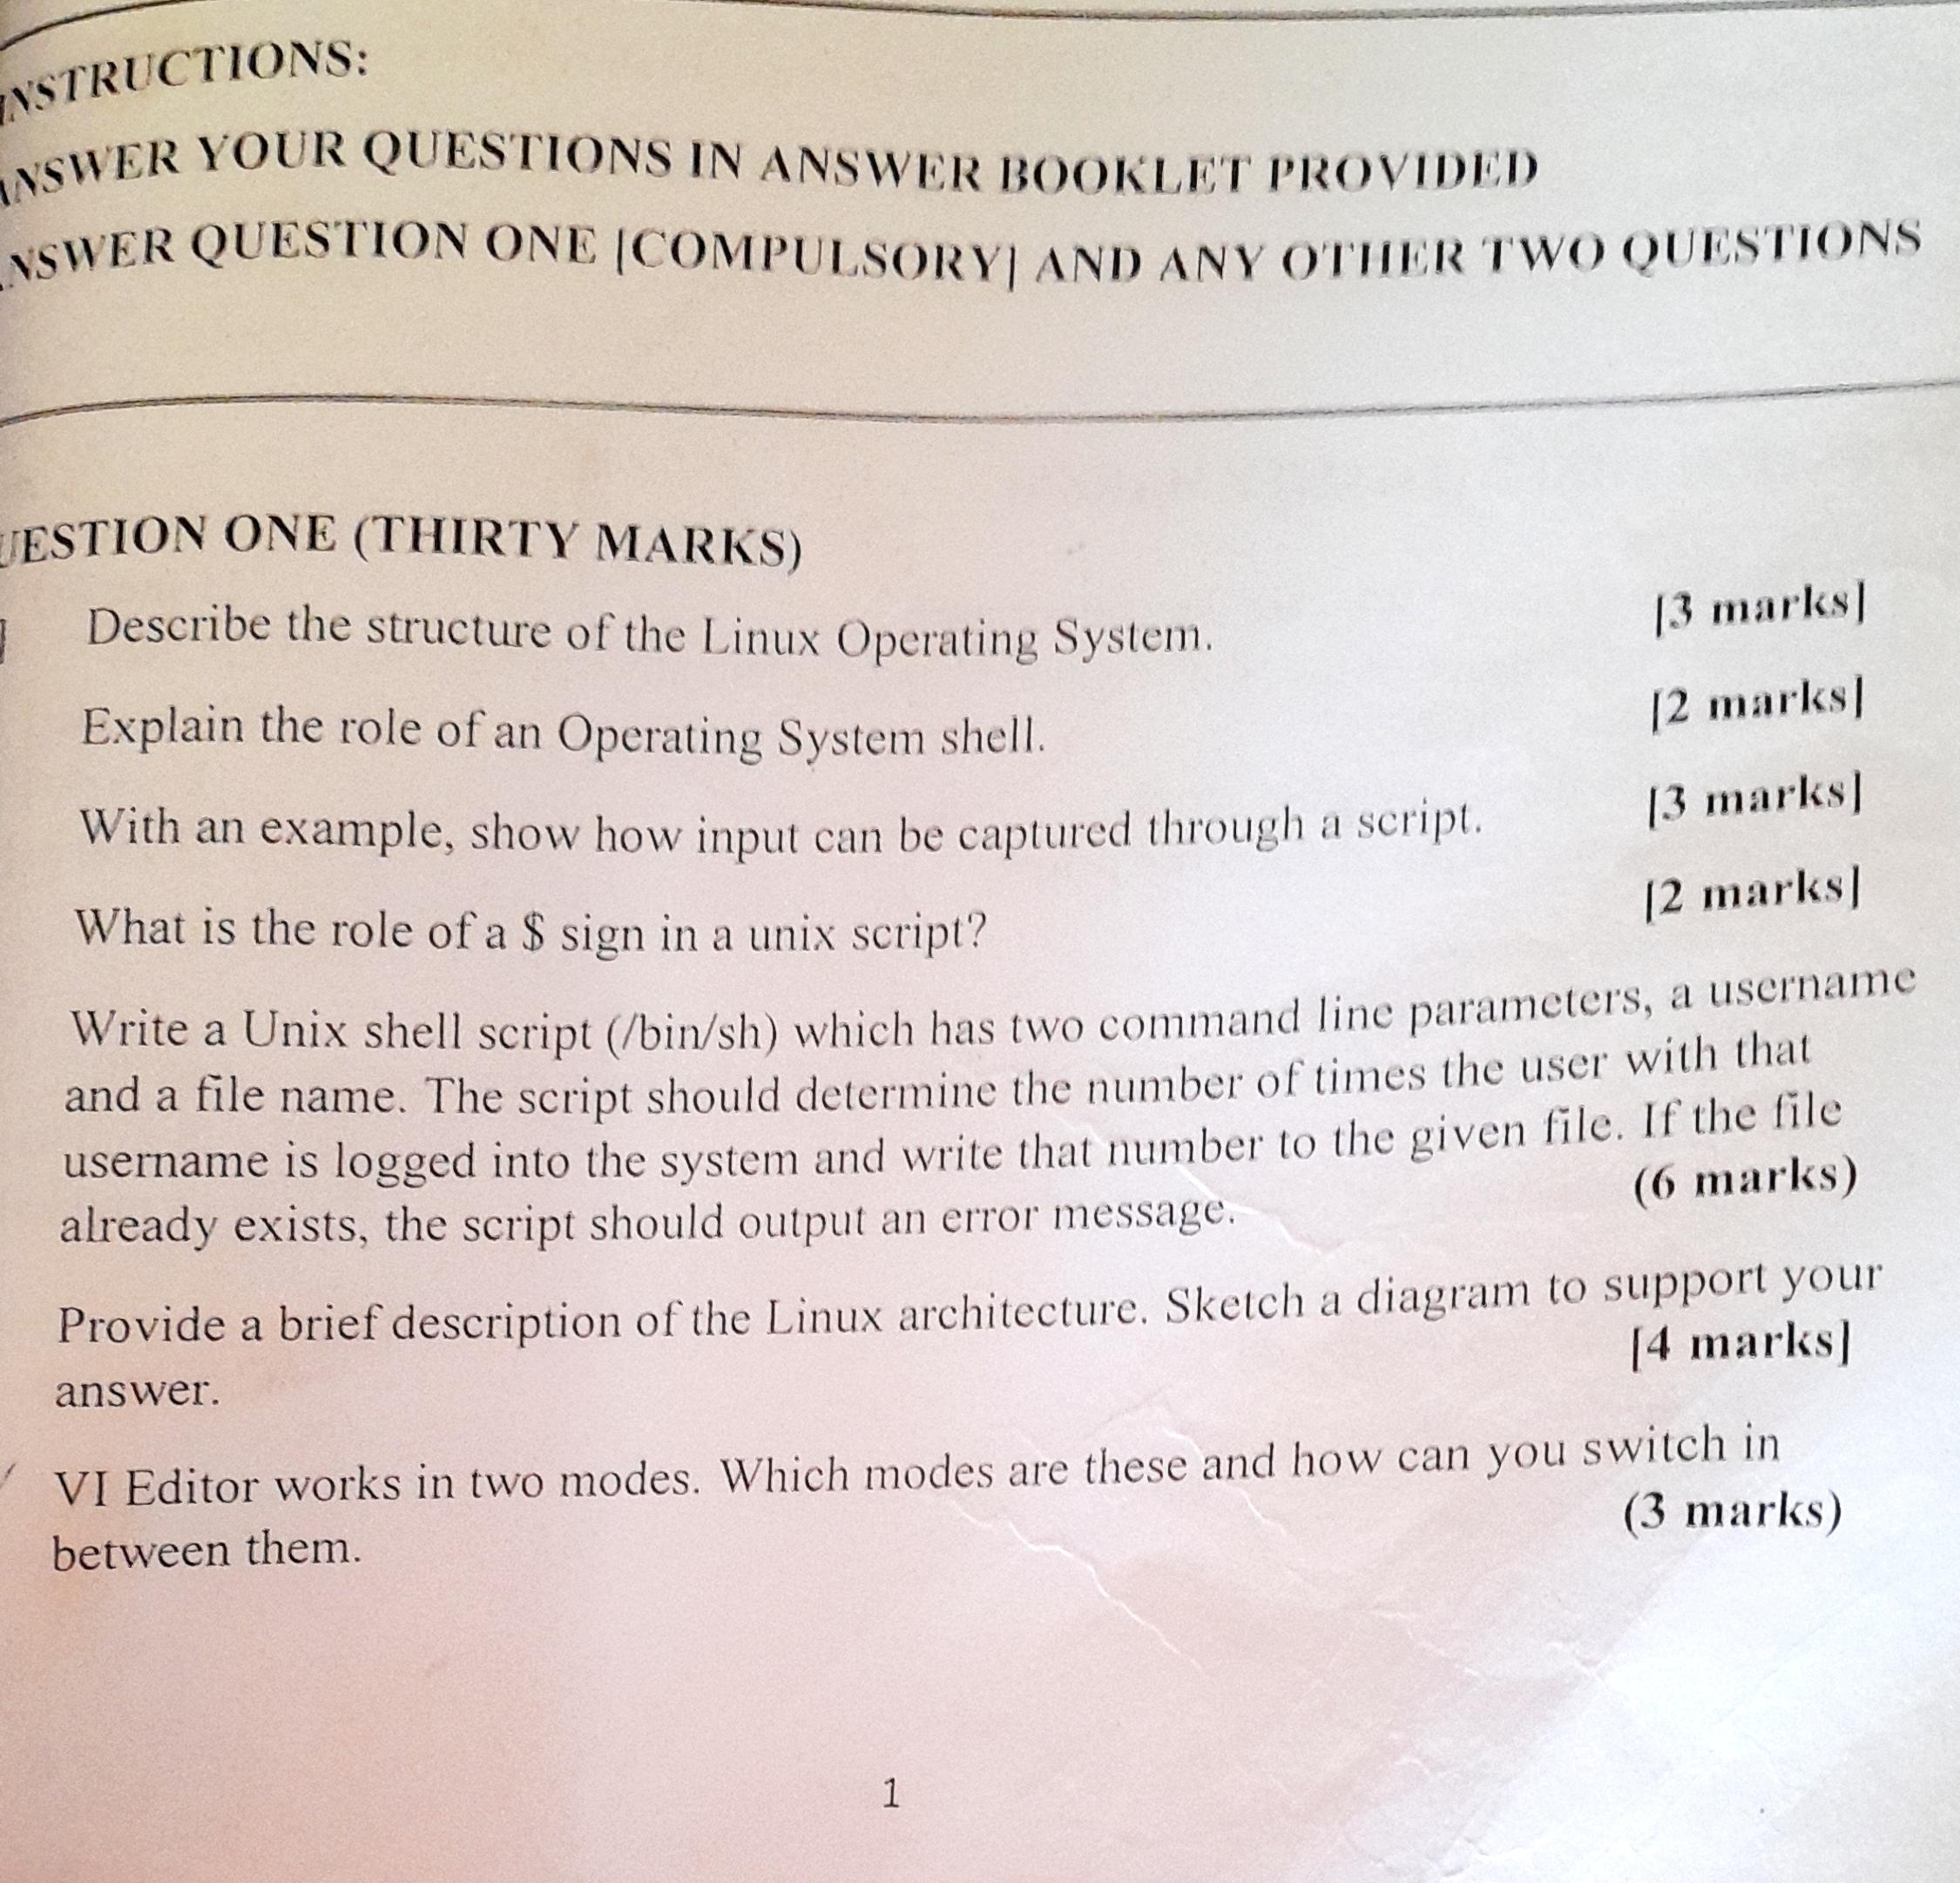 INSTRUCTIONS:
ANSWER YOUR QUESTIONS IN ANSWER BOOKLET PROVIDED
ANSWER QUESTION ONE [COMPULSORY] AND ANY OTHER TWO QUESTIONS
UESTION ONE (THIRTY MARKS)
Describe the structure of the Linux Operating System. [3 marks]
Explain the role of an Operating System shell. [2 marks]
With an example, show how input can be captured through a script. [3 marks]
What is the role of a $ sign in a unix script? [2 marks]
Write a Unix shell script (/bin/sh) which has two command line parameters, a username
and a file name. The script should determine the number of times the user with that
username is logged into the system and write that number to the given file. If the file
already exists, the script should output an error message. (6 marks)
Provide a brief description of the Linux architecture. Sketch a diagram to support your
answer. [4 marks]
VI Editor works in two modes. Which modes are these and how can you switch in
between them. (3 marks)
1